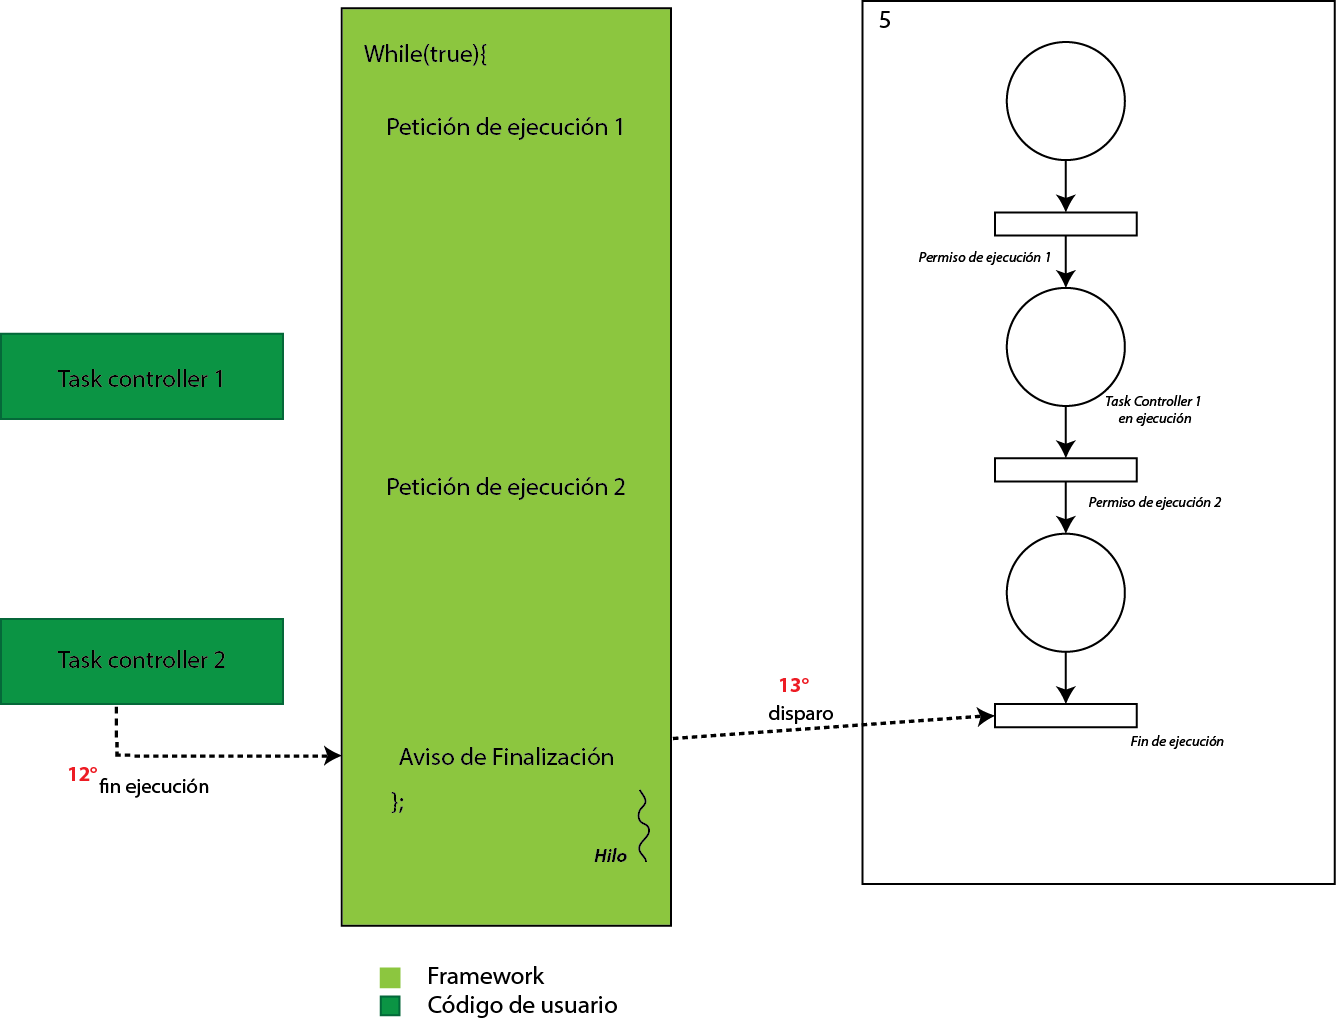 5
While(true){
Petición de ejecución 1
Permiso de ejecución 1
Task controller 1
Task Controller 1
en ejecución
Petición de ejecución 2
Permiso de ejecución 2
Task controller 2
13°
disparo
Fin de ejecución
12°
fin ejecución
Aviso de Finalización
};
Hilo
Framework
Código de usuario